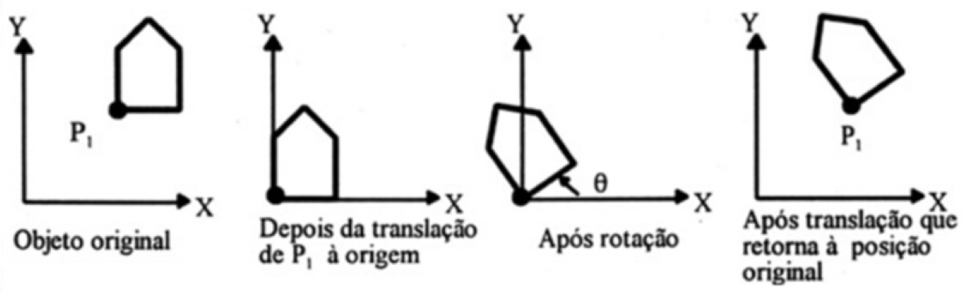 Y
P₁
X
Objeto original
Y
X
Depois da translação
de P₁ à origem
Y
θ
X
Após rotação
Y
P₁
X
Após translação que
retorna à posição
original